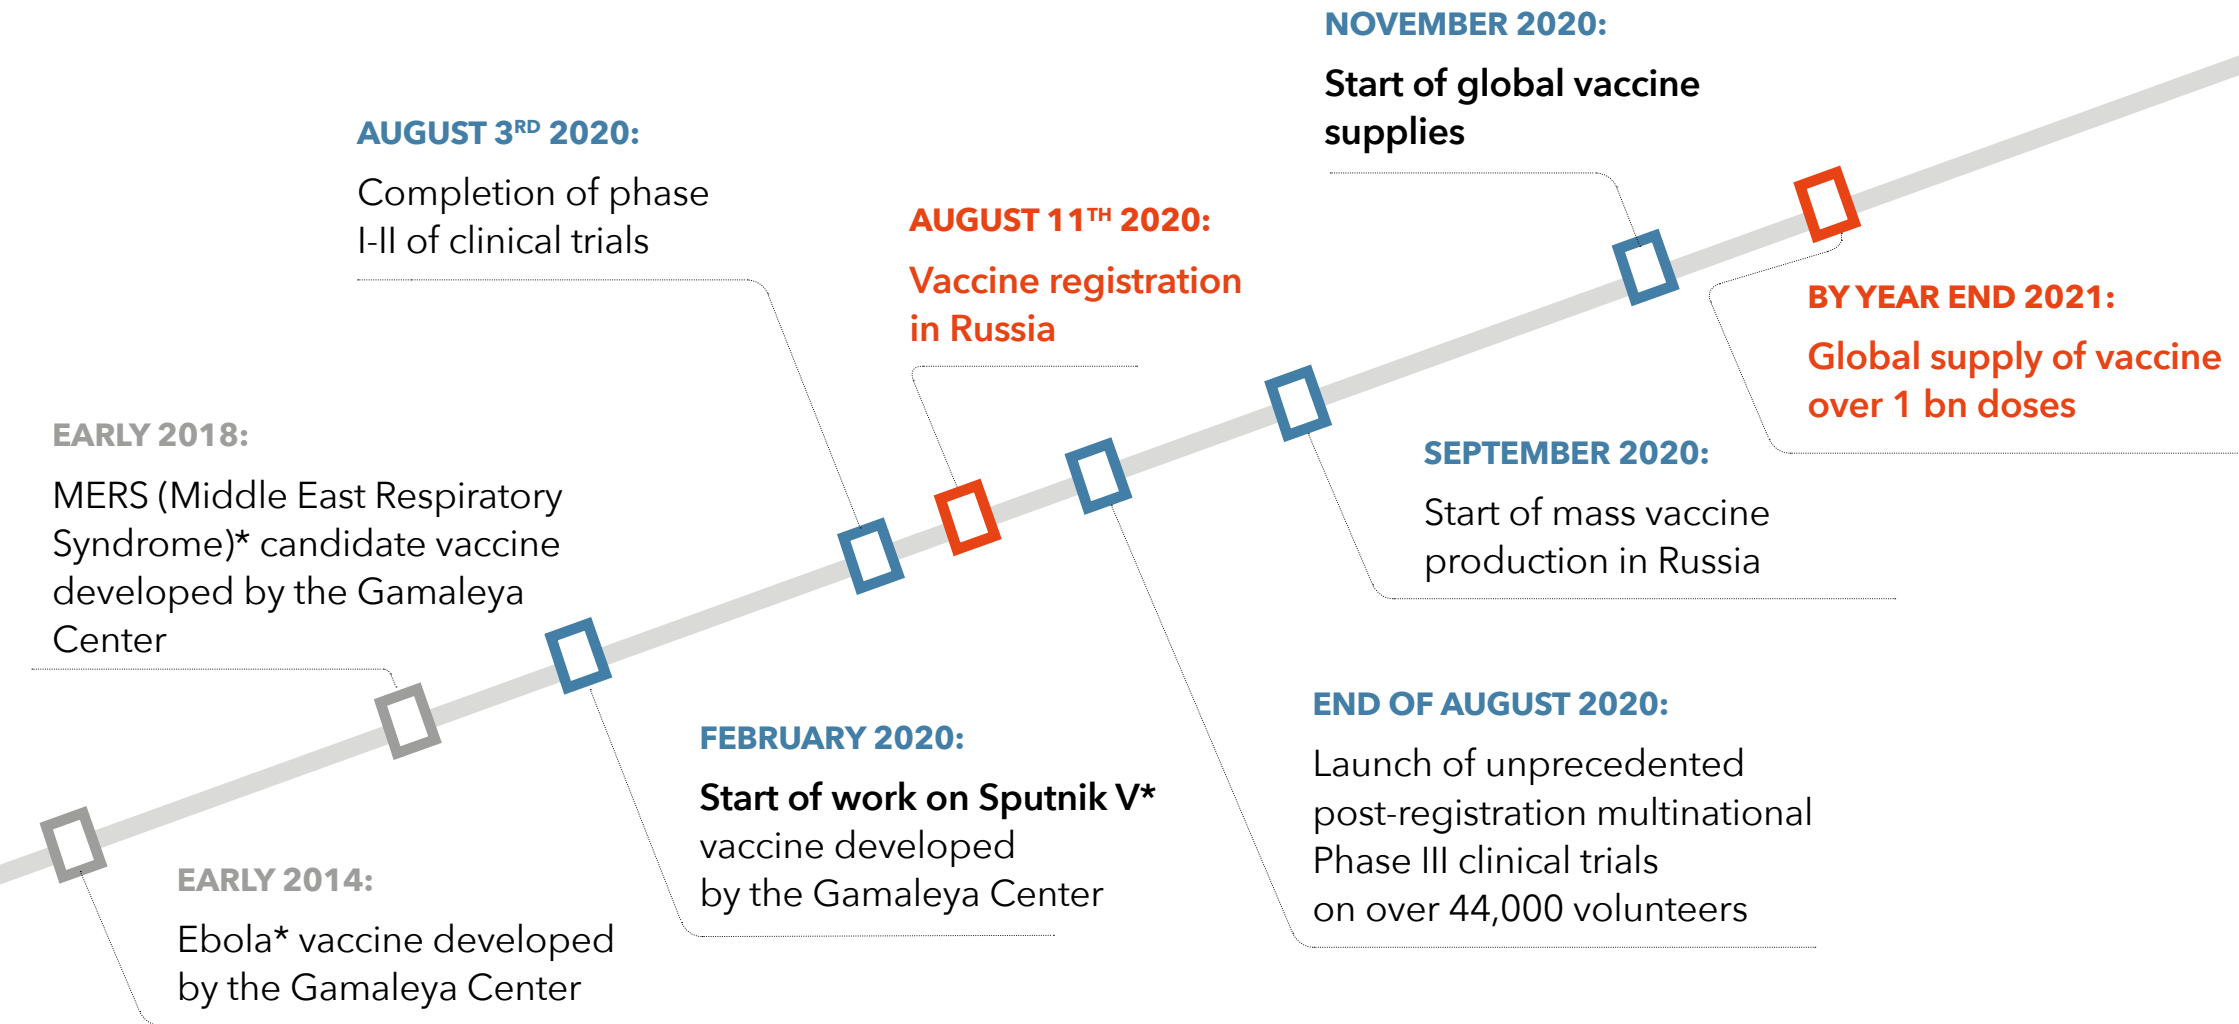 NOVEMBER 2020:
Start of global vaccine
supplies
AUGUST 3RD 2020:
Completion of phase
I-II of clinical trials
AUGUST 11TH 2020:
Vaccine registration
in Russia
BY YEAR END 2021:
Global supply of vaccine
over 1 bn doses
EARLY 2018:
MERS (Middle East Respiratory
Syndrome)* candidate vaccine
developed by the Gamaleya
Center
SEPTEMBER 2020:
Start of mass vaccine
production in Russia
FEBRUARY 2020:
Start of work on Sputnik V*
vaccine developed
by the Gamaleya Center
END OF AUGUST 2020:
Launch of unprecedented
post-registration multinational
Phase III clinical trials
on over 44,000 volunteers
EARLY 2014:
Ebola* vaccine developed
by the Gamaleya Center